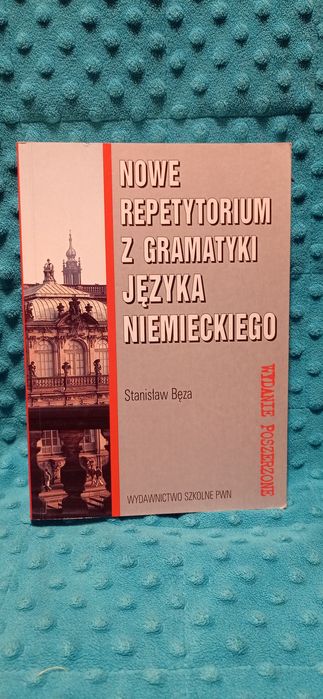 NOWE
REPETYTORIUM
Z GRAMATYKI
JĘZYKA
NIEMIECKIEGO
Stanisław Bęza
WYDANIE POSZERZONE
WYDAWNICTWO SZKOLNE PWN